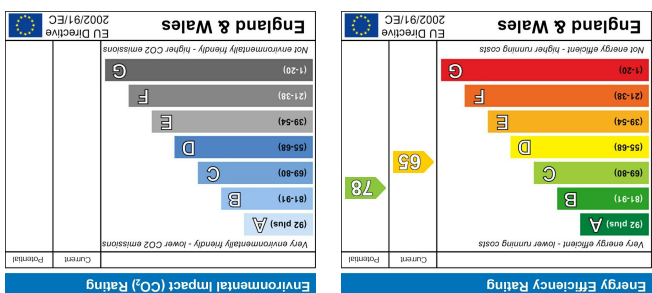 Energy Efficiency Rating
Current
Potential
Very energy efficient - lower running costs
(92 plus) A
(81-91) B
(69-80) C
(55-68) D
(39-54) E
(21-38) F
(1-20) G
65
78
Not energy efficient - higher running costs
England & Wales
EU Directive
2002/91/EC
Environmental Impact (CO₂) Rating
Current
Potential
Very environmentally friendly - lower CO2 emissions
(92 plus) A
(81-91) B
(69-80) C
(55-68) D
(39-54) E
(21-38) F
(1-20) G
Not environmentally friendly - higher CO2 emissions
England & Wales
EU Directive
2002/91/EC